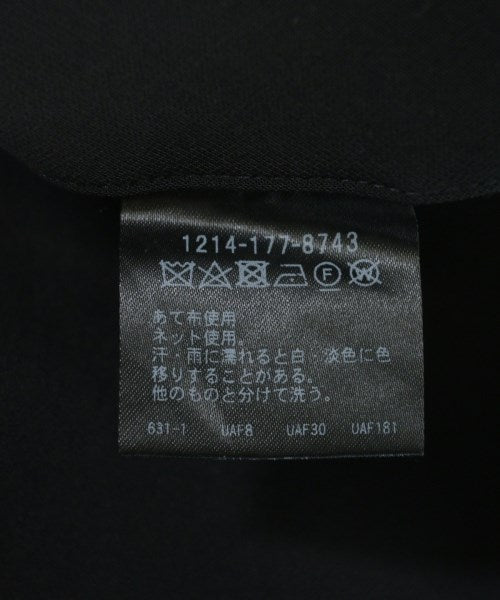 1214-177-8743
F W
あて布使用
ネット使用。
汗・雨に濡れると白・淡色に色
移りすることがある。
他のものと分けて洗う。
631-1 UAF8 UAF30 UAF181